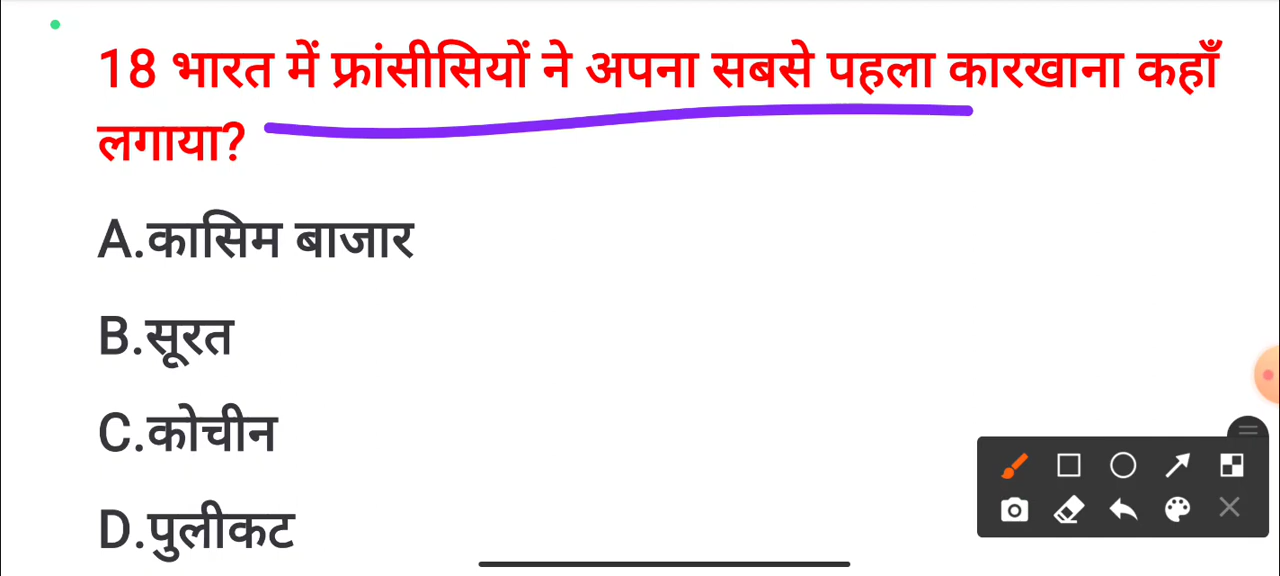 18 भारत में फ्रांसीसियों ने अपना सबसे पहला कारखाना कहाँ
लगाया?
A.कासिम बाजार
B.सूरत
C.कोचीन
D.पुलीकट